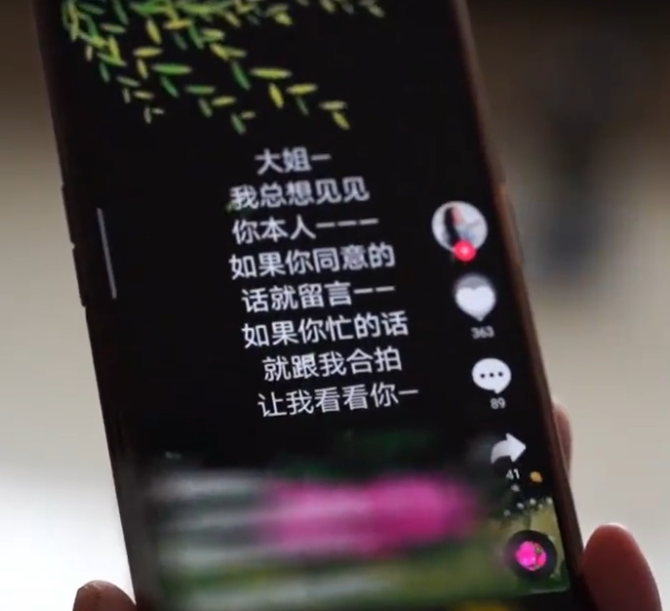 大姐一
我总想见见
你本人一一一
如果你同意的
话就留言一一
如果你忙的话
就跟我合拍
让我看看你一
363
89
41